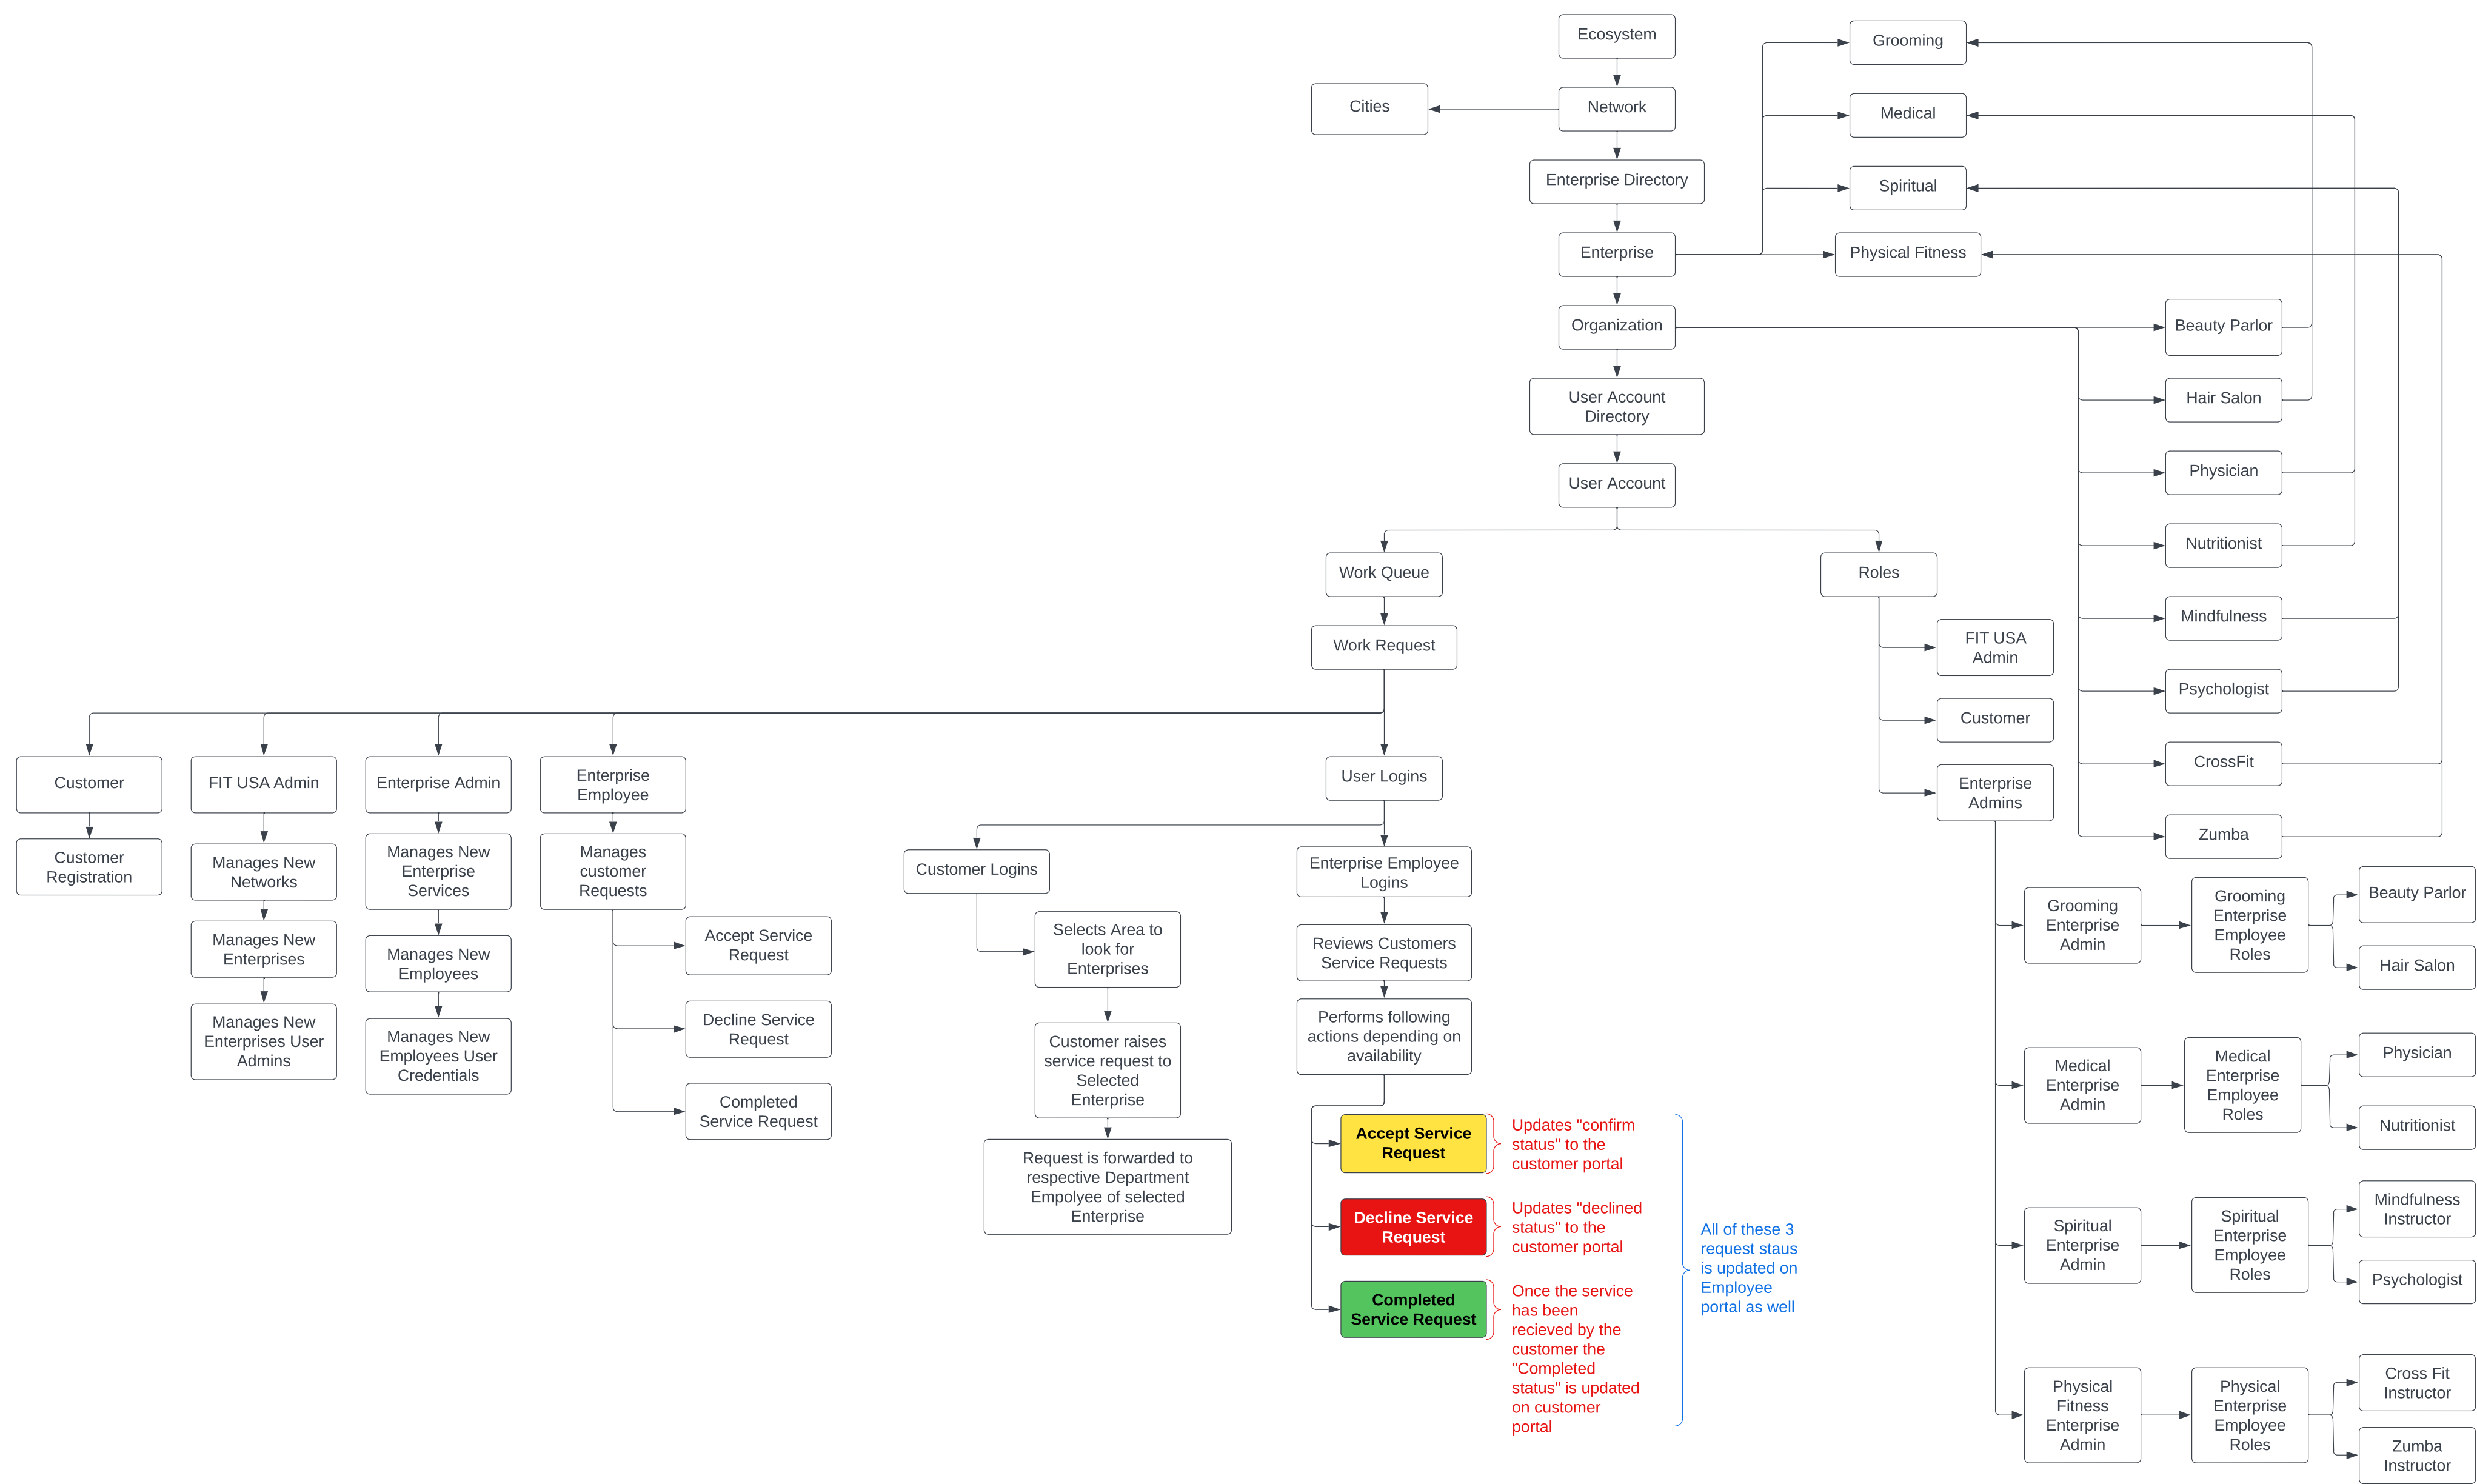 Ecosystem
Grooming
Cities
Network
Medical
Enterprise Directory
Spiritual
Enterprise
Physical Fitness
Organization
Beauty Parlor
User Account
Directory
Hair Salon
User Account
Physician
Nutritionist
Work Queue
Roles
Mindfulness
Work Request
FIT USA
Admin
Psychologist
Customer
CrossFit
Enterprise
Admins
Zumba
Customer
FIT USA Admin
Enterprise Admin
Enterprise
Employee
User Logins
Customer
Registration
Manages New
Networks
Manages New
Enterprise
Services
Manages
customer
Requests
Customer Logins
Enterprise Employee
Logins
Manages New
Enterprises
Manages New
Employees
Accept Service
Request
Selects Area to
look for
Enterprises
Reviews Customers
Service Requests
Manages New
Enterprises User
Admins
Manages New
Employees User
Credentials
Decline Service
Request
Customer raises
service request to
Selected
Enterprise
Performs following
actions depending on
availability
Completed
Service Request
Request is forwarded to
respective Department
Empolyee of selected
Enterprise
Accept Service
Request
Updates "confirm
status" to the
customer portal
Decline Service
Request
Updates "declined
status" to the
customer portal
Completed
Service Request
Once the service
has been
recieved by the
customer the
"Completed
status" is updated
on customer
portal
All of these 3
request staus
is updated on
Employee
portal as well
Grooming
Enterprise
Admin
Grooming
Enterprise
Employee
Roles
Beauty Parlor
Hair Salon
Medical
Enterprise
Admin
Medical
Enterprise
Employee
Roles
Physician
Nutritionist
Spiritual
Enterprise
Admin
Spiritual
Enterprise
Employee
Roles
Mindfulness
Instructor
Psychologist
Physical
Fitness
Enterprise
Admin
Physical
Enterprise
Employee
Roles
Cross Fit
Instructor
Zumba
Instructor